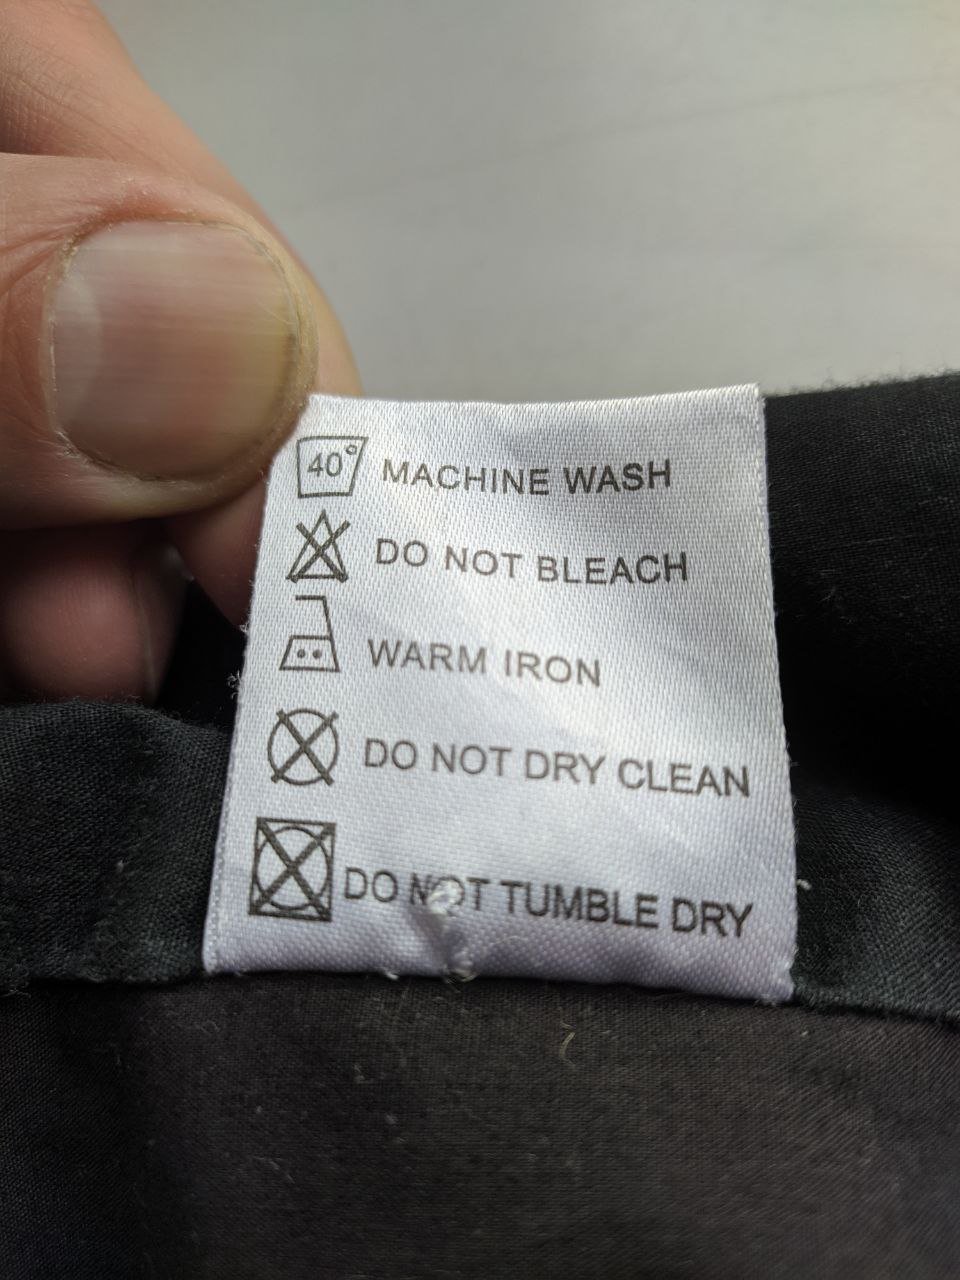 40° MACHINE WASH
DO NOT BLEACH
WARM IRON
DO NOT DRY CLEAN
DO NOT TUMBLE DRY